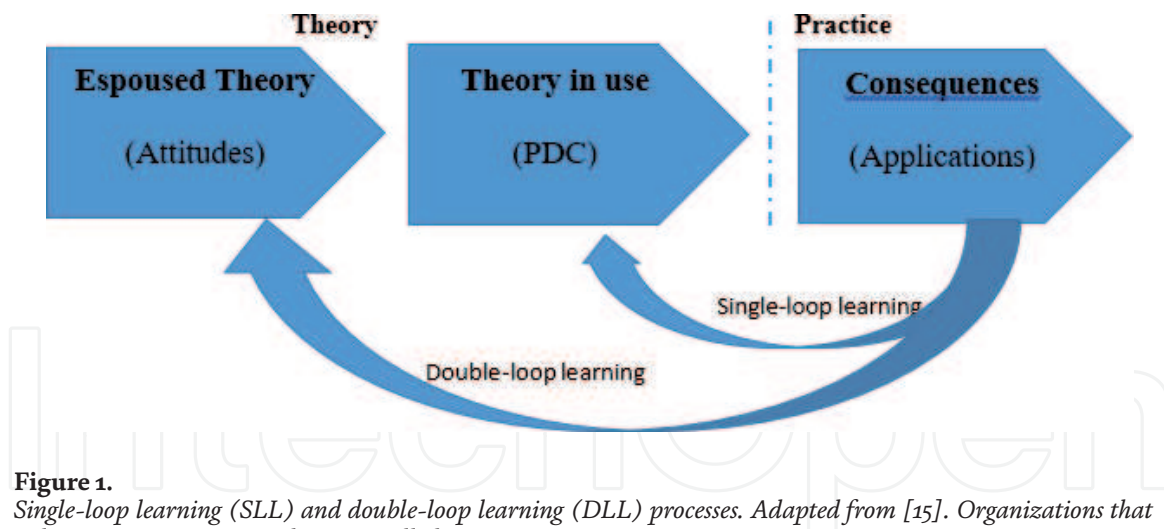 Theory
Practice
Espoused Theory
(Attitudes)
Theory in use
(PDC)
Consequences
(Applications)
Single-loop learning
Double-loop learning
IntechOpen
Figure 1.
Single-loop learning (SLL) and double-loop learning (DLL) processes. Adapted from [15]. Organizations that